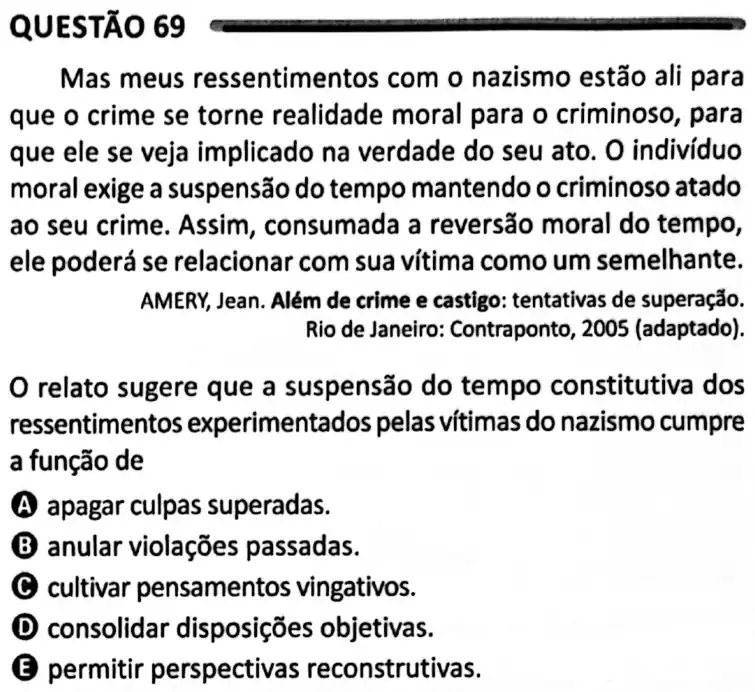 QUESTÃO 69
Mas meus ressentimentos com o nazismo estão ali para
que o crime se torne realidade moral para o criminoso, para
que ele se veja implicado na verdade do seu ato. O indivíduo
moral exige a suspensão do tempo mantendo o criminoso atado
ao seu crime. Assim, consumada a reversão moral do tempo,
ele poderá se relacionar com sua vítima como um semelhante.
AMERY, Jean. Além de crime e castigo: tentativas de superação.
Rio de Janeiro: Contraponto, 2005 (adaptado).
O relato sugere que a suspensão do tempo constitutiva dos
ressentimentos experimentados pelas vítimas do nazismo cumpre
a função de
A apagar culpas superadas.
B anular violações passadas.
C cultivar pensamentos vingativos.
D consolidar disposições objetivas.
E permitir perspectivas reconstrutivas.